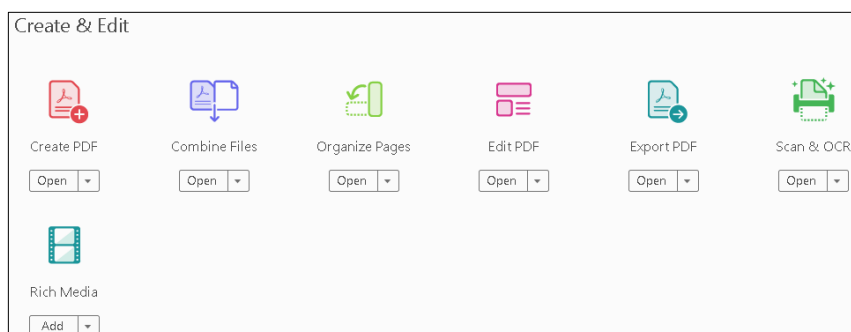 Create & Edit
Create PDF Combine Files Organize Pages Edit PDF Export PDF Scan & OCR
Open Open Open Open Open Open
Rich Media
Add